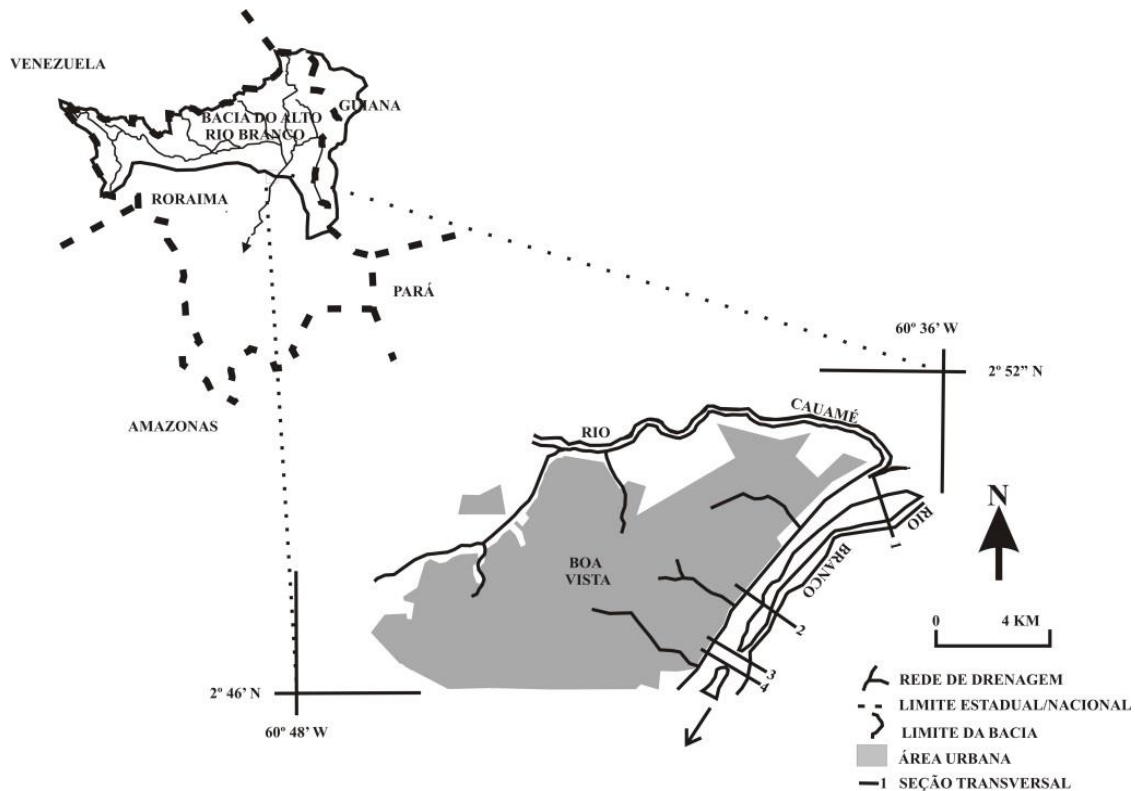 VENEZUELA
GUIANA
BACIA DO ALTO
RIO BRANCO
RORAIMA
PARÁ
AMAZONAS
60º 36' W
2º 52'' N
CAUAMÉ
RIO
RIO
BRANCO
1
BOA
VISTA
2
3
4
N
0 4 KM
2º 46' N
60º 48' W
REDE DE DRENAGEM
LIMITE ESTADUAL/NACIONAL
LIMITE DA BACIA
ÁREA URBANA
1 SEÇÃO TRANSVERSAL